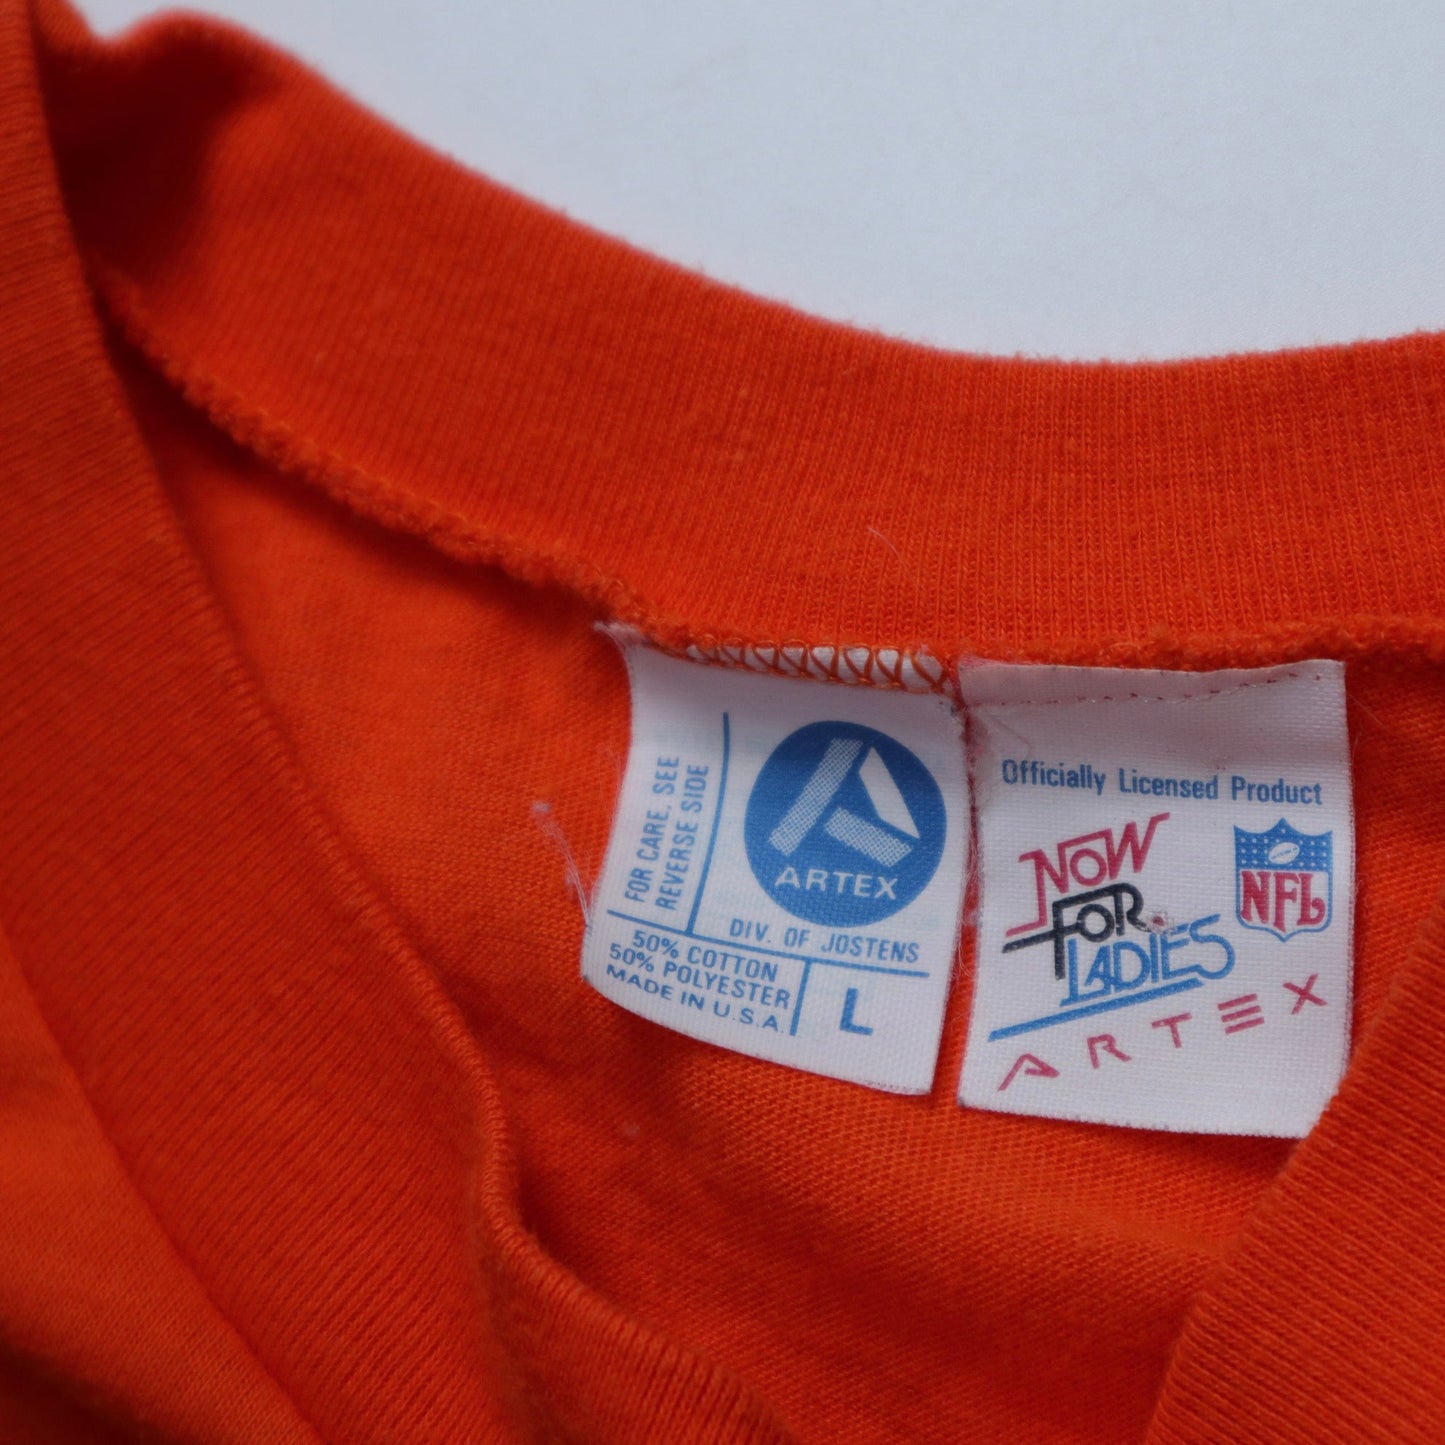 FOR CARE, SEE
REVERSE SIDE
ARTEX
DIV. OF JOSTENS
50% COTTON
50% POLYESTER
MADE IN U.S.A.
L
Officially Licensed Product
NOW
FOR
LADIES
NFL
ARTEX